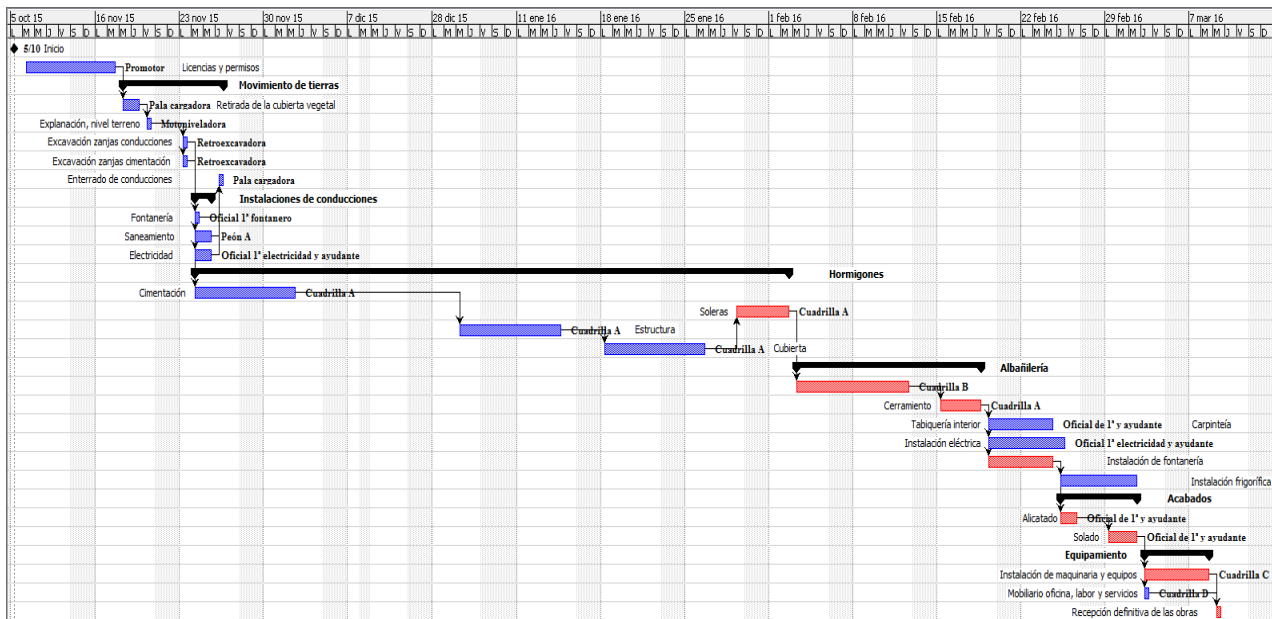 5 oct 15 16 nov 15 23 nov 15 30 nov 15 7 dic 15 28 dic 15 11 ene 16 18 ene 16 25 ene 16 1 feb 16 8 feb 16 15 feb 16 22 feb 16 29 feb 16 7 mar 16
L M M J V S D L M M J V S D L M M J V S D L M M J V S D L M M J V S D L M M J V S D L M M J V S D L M M J V S D L M M J V S D L M M J V S D L M M J V S D L M M J V S D L M M J V S D L M M J V S D L M M J V S D
5/10 Inicio
Promotor Licencias y permisos
Movimiento de tierras
Pala cargadora Retirada de la cubierta vegetal
Explanación, nivel terreno Motoniveladora
Excavación zanjas conducciones Retroexcavadora
Excavación zanjas cimentación Retroexcavadora
Enterrado de conducciones Pala cargadora
Instalaciones de conducciones
Fontanería Oficial 1ª fontanero
Saneamiento Peón A
Electricidad Oficial 1ª electricidad y ayudante
Hormigones
Cimentación Cuadrilla A
Soleras Cuadrilla A
Cuadrilla A Estructura
Cuadrilla A Cubierta
Albañilería
Cuadrilla B
Cerramiento Cuadrilla A
Tabiquería interior Oficial de 1ª y ayudante Carpinteía
Instalación eléctrica Oficial 1ª electricidad y ayudante
Instalación de fontanería
Instalación frigorífica
Acabados
Alicatado Oficial de 1ª y ayudante
Solado Oficial de 1ª y ayudante
Equipamiento
Instalación de maquinaria y equipos Cuadrilla C
Mobiliario oficina, labor y servicios Cuadrilla D
Recepción definitiva de las obras